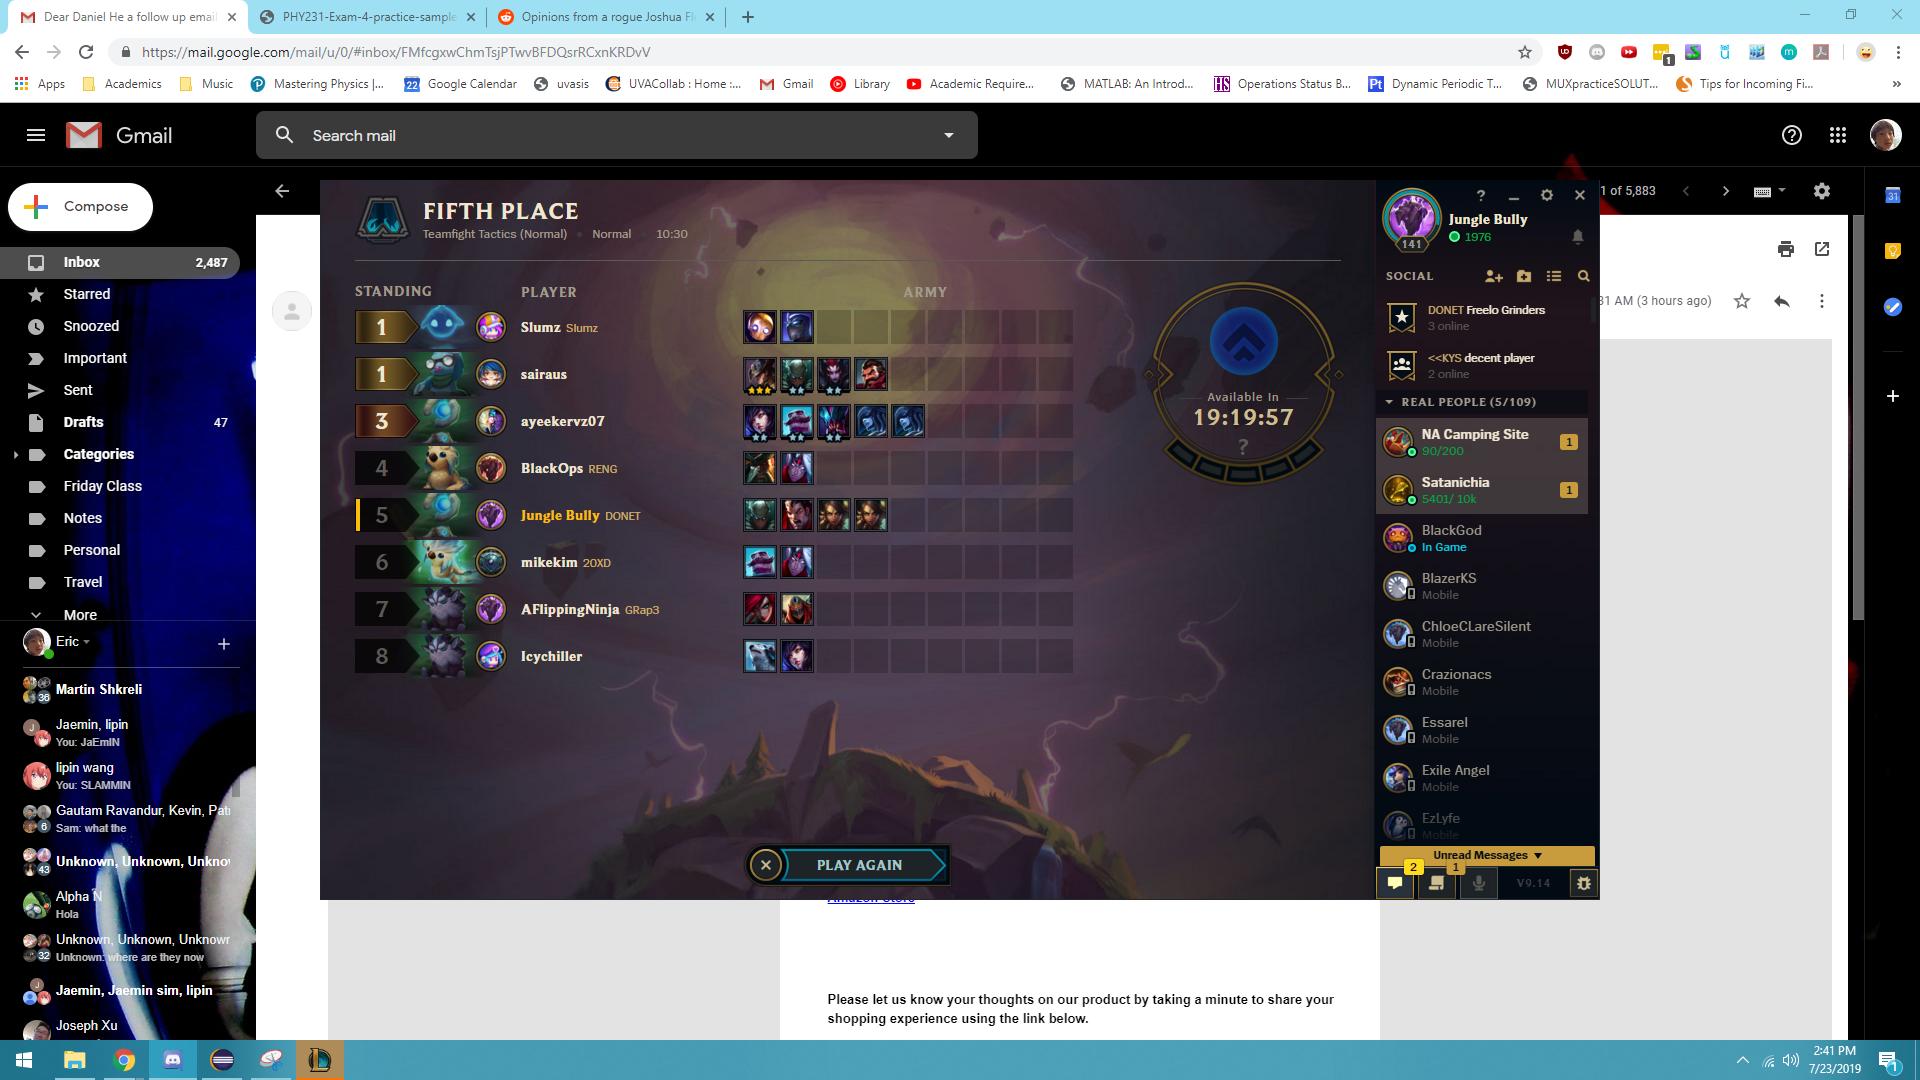 Dear Daniel He a follow up emai
PHY231-Exam-4-practice-sample
Opinions from a rogue Joshua Fl
https://mail.google.com/mail/u/0/#inbox/FMfcgxwChmTsjPTwvBFDQsrRCxnKRDvV
Apps
Academics
Music
Mastering Physics |...
Google Calendar
uvasis
UVACollab : Home :...
Gmail
Library
Academic Require...
MATLAB: An Introd...
Operations Status B...
Dynamic Periodic T...
MUXpracticeSOLUT...
Tips for Incoming Fi...
Gmail
Search mail
Compose
1 of 5,883
Inbox 2,487
Starred
Snoozed
Important
Sent
Drafts 47
Categories
Friday Class
Notes
Personal
Travel
More
Eric
Martin Shkreli
36
Jaemin, lipin
You: JaEmIN
lipin wang
You: SLAMMIN
Gautam Ravandur, Kevin, Pat
Sam: what the
6
Unknown, Unknown, Unkno
43
Alpha N
Hola
Unknown, Unknown, Unknown
Unknown: where are they now
32
Jaemin, Jaemin sim, lipin
Joseph Xu
31 AM (3 hours ago)
FIFTH PLACE
Teamfight Tactics (Normal) • Normal 10:30
STANDING PLAYER ARMY
1 Slumz Slumz
1 sairaus
3 ayeekervz07
4 BlackOps RENG
5 Jungle Bully DONET
6 mikekim 20XD
7 AFlippingNinja GRap3
8 Icychiller
Available In
19:19:57
?
PLAY AGAIN
Jungle Bully
1976
141
SOCIAL
DONET Freelo Grinders
3 online
<<KYS decent player
2 online
REAL PEOPLE (5/109)
NA Camping Site
90/200
1
Satanichia
5401/ 10k
1
BlackGod
In Game
BlazerKS
Mobile
ChloeCLareSilent
Mobile
Crazionacs
Mobile
Essarel
Mobile
Exile Angel
Mobile
EzLyfe
Mobile
Unread Messages
2
1
V9.14
Amazon Store
Please let us know your thoughts on our product by taking a minute to share your
shopping experience using the link below.
2:41 PM
7/23/2019
1